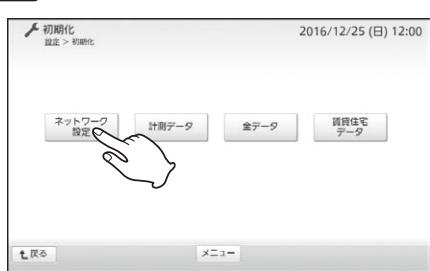 初期化
2016/12/25 (日) 12:00
設定 > 初期化
ネットワーク
設定
計測データ
全データ
賃貸住宅
データ
戻る
メニュー